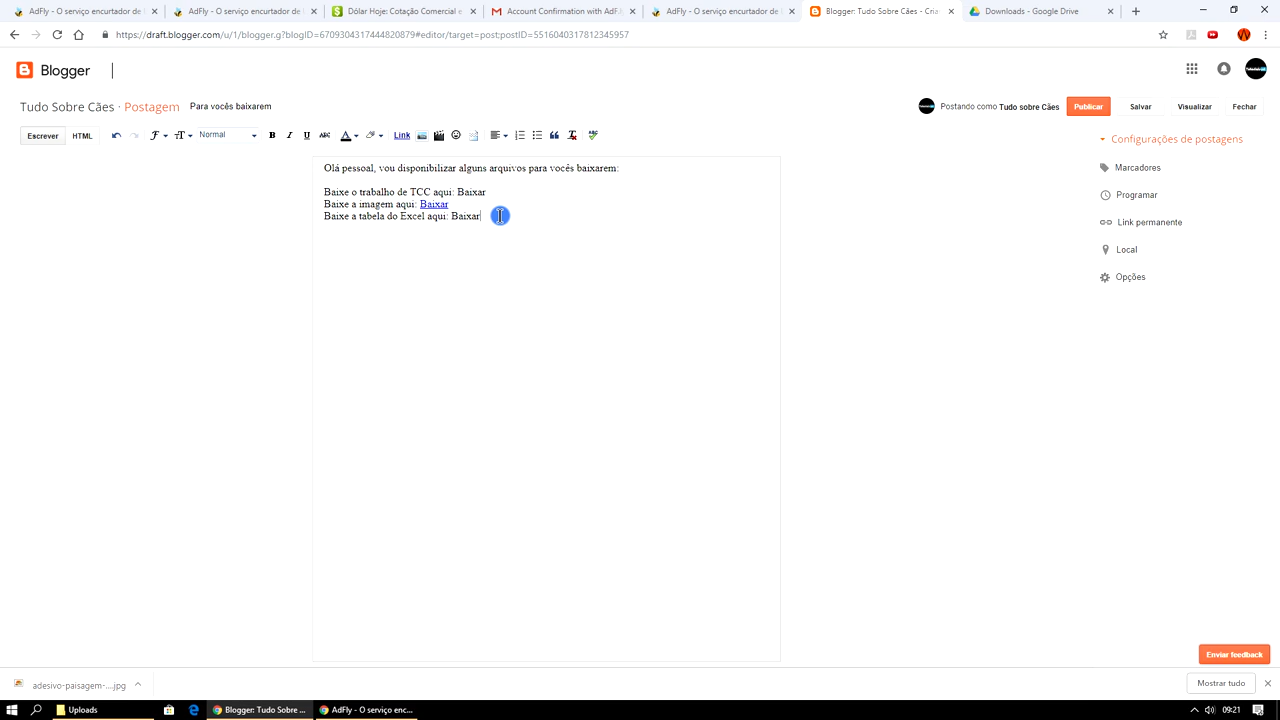 AdFly - O serviço encurtador de
AdFly - O serviço encurtador de
Dólar Hoje: Cotação Comercial e
Account Confirmation with AdF.
AdFly - O serviço encurtador de
Blogger: Tudo Sobre Cães - Cria
Downloads - Google Drive
https://draft.blogger.com/u/1/blogger.g?blogID=6709304317444820879#editor/target=post;postID=5516040317812345957
Blogger
Tudo Sobre Cães · Postagem Para vocês baixarem Postando como Tudo sobre Cães Publicar Salvar Visualizar Fechar
Escrever HTML Normal B I U ABC A Link
Configurações de postagens
Marcadores
Programar
Link permanente
Local
Opções
Olá pessoal, vou disponibilizar alguns arquivos para vocês baixarem:
Baixe o trabalho de TCC aqui: Baixar
Baixe a imagem aqui: Baixar
Baixe a tabela do Excel aqui: Baixar
Enviar feedback
adesivo-paisagem-....jpg Mostrar tudo
Uploads Blogger: Tudo Sobre ... AdFly - O serviço enc... 09:21